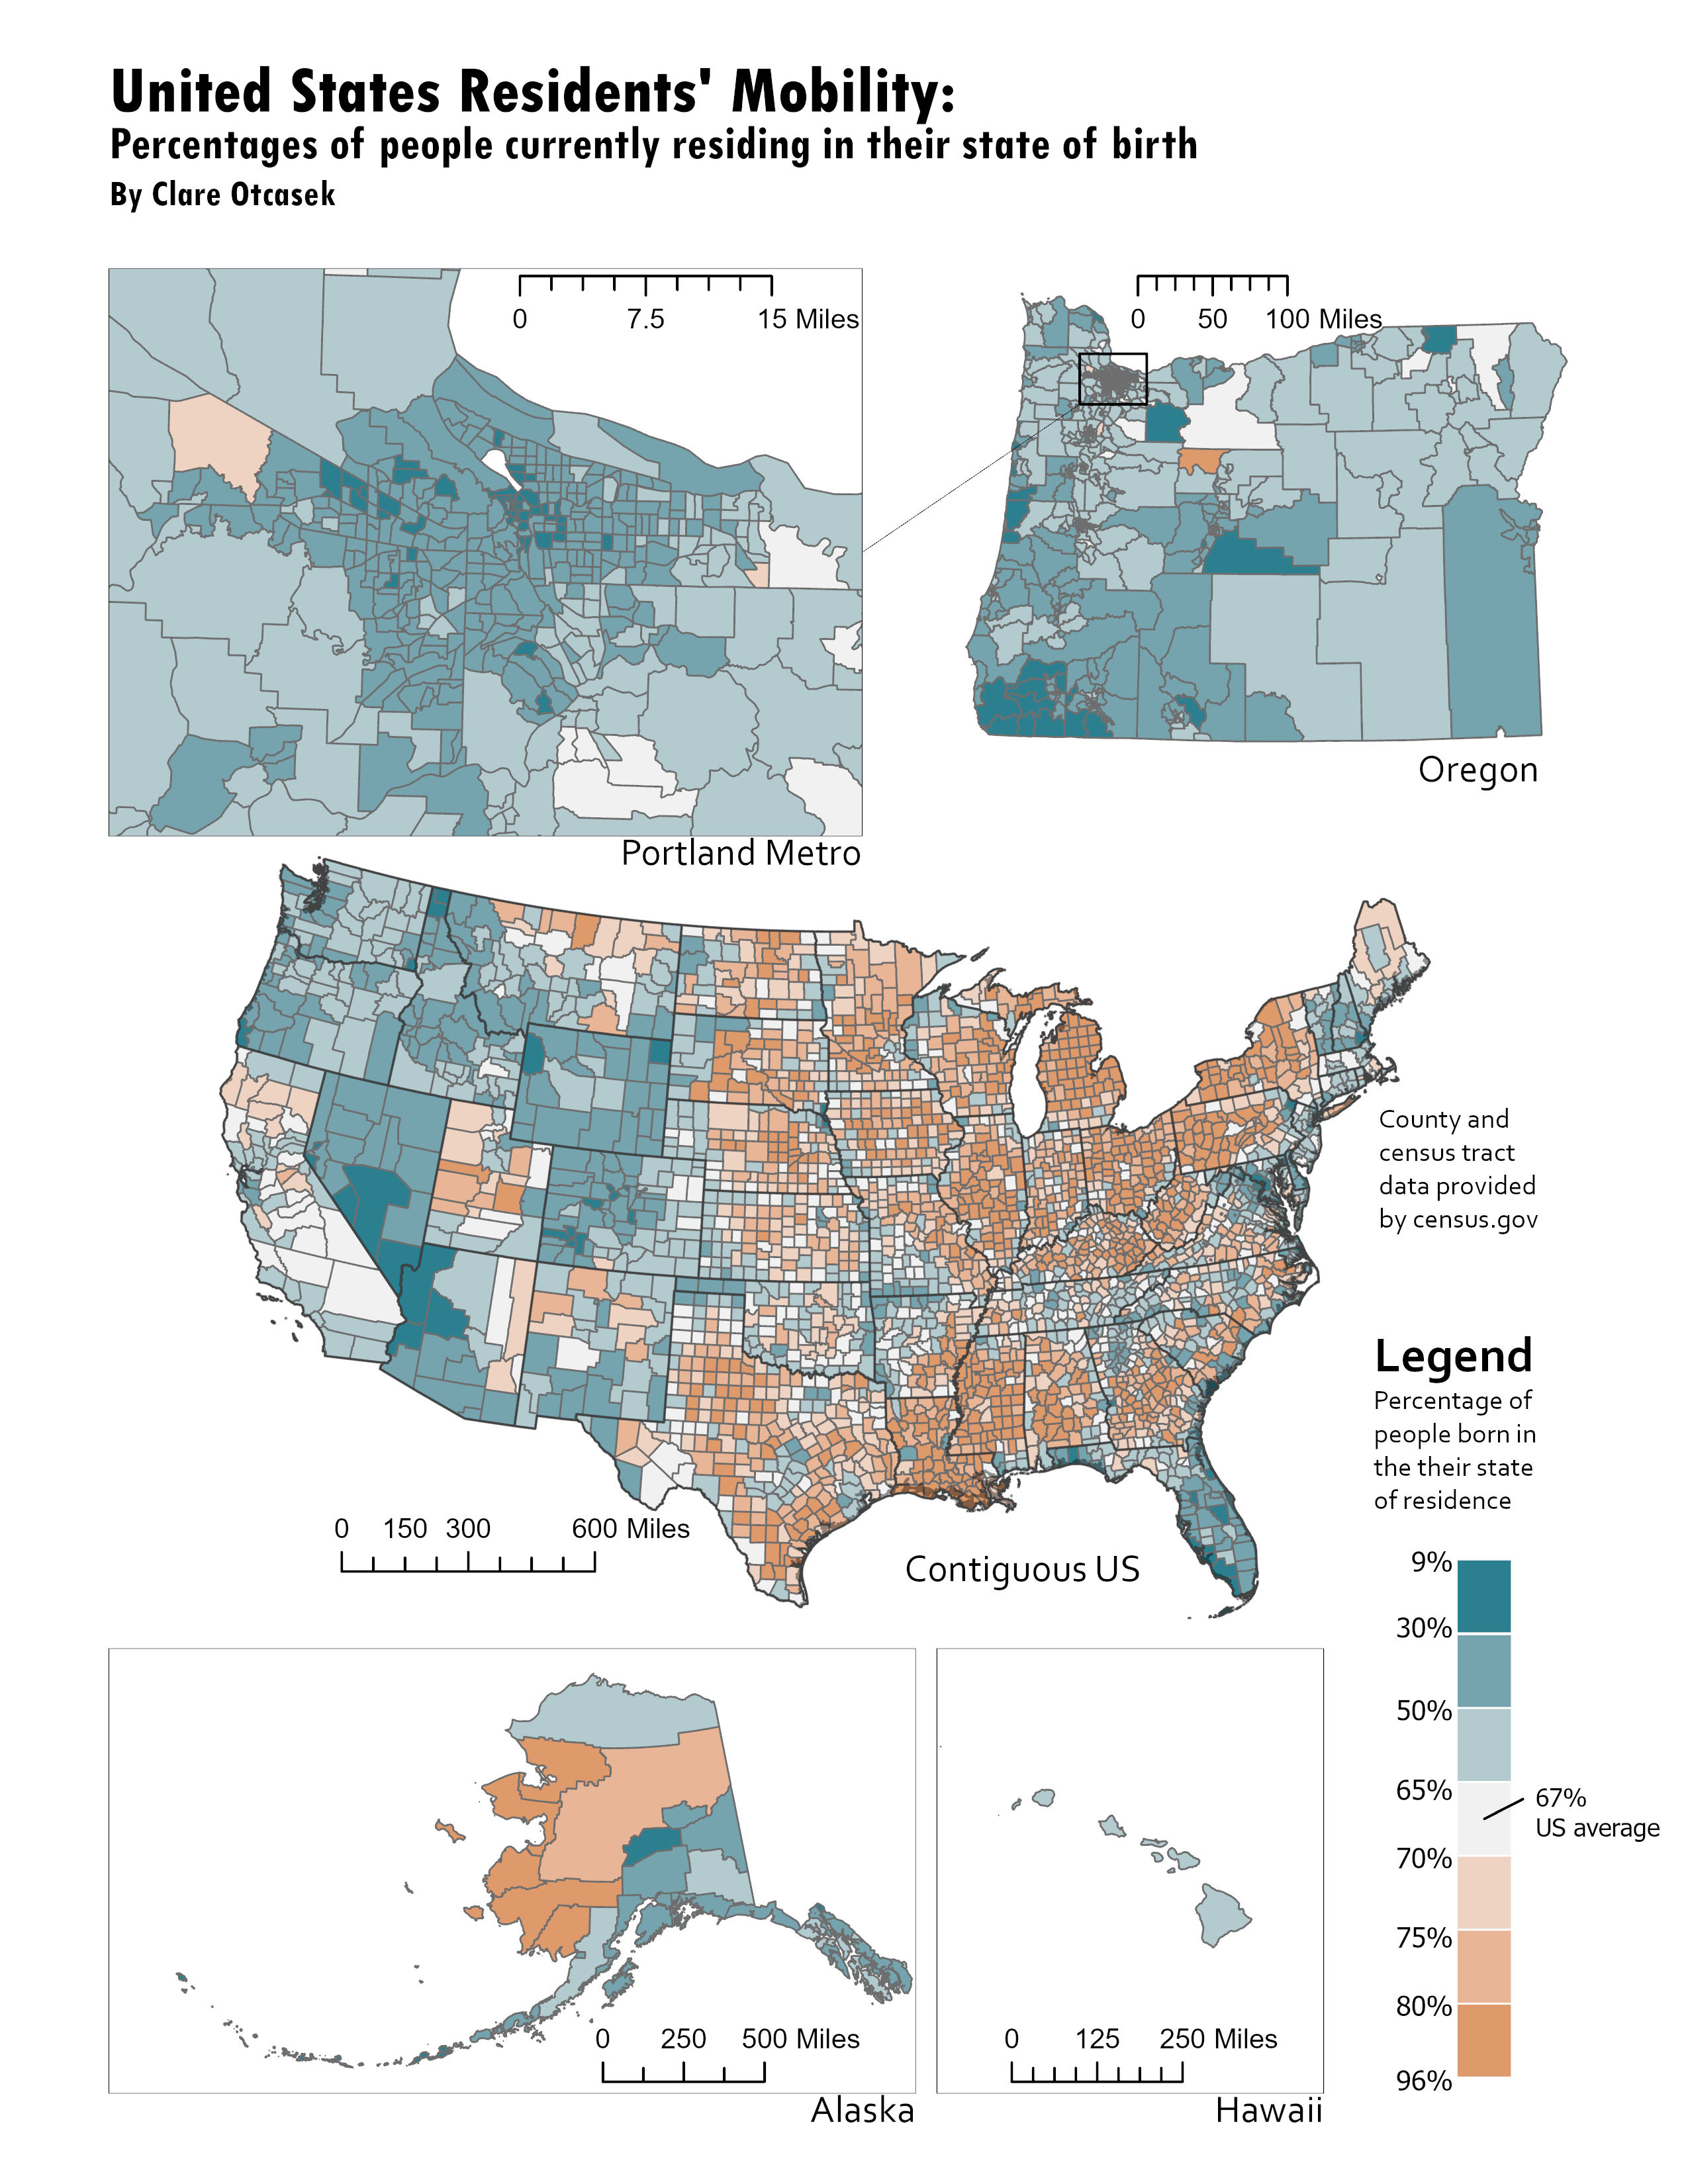 United States Residents' Mobility:
Percentages of people currently residing in their state of birth
By Clare Otcasek
0 7.5 15 Miles
Portland Metro
0 50 100 Miles
Oregon
County and
census tract
data provided
by census.gov
0 150 300 600 Miles
Contiguous US
Legend
Percentage of
people born in
the their state
of residence
9%
30%
50%
65%
67%
US average
70%
75%
80%
96%
0 250 500 Miles
Alaska
0 125 250 Miles
Hawaii